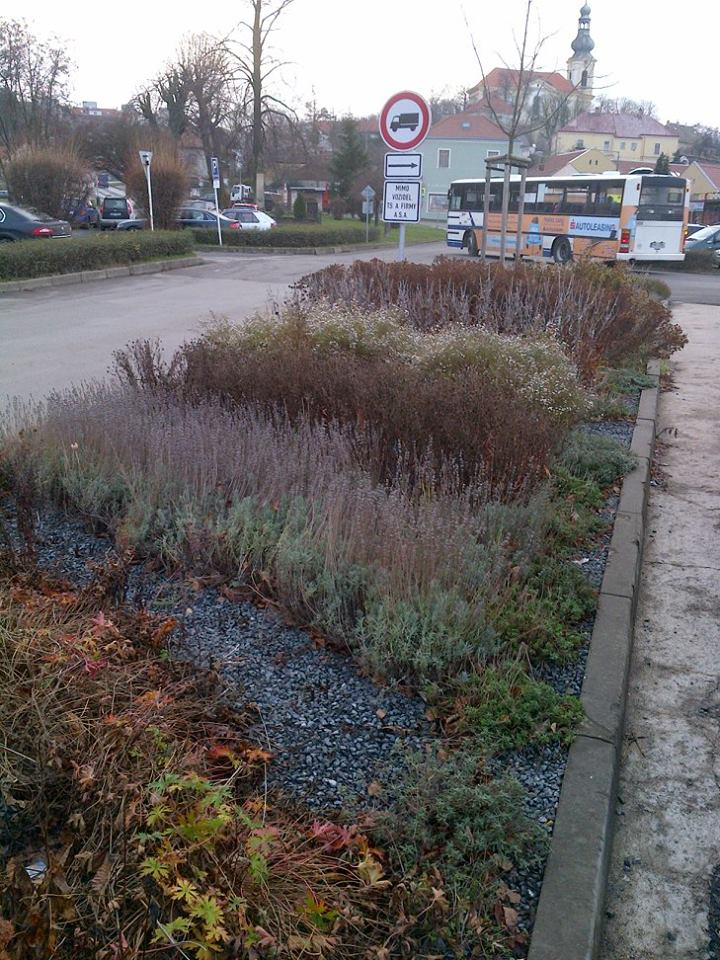 MIMO
VOZIDEL
TS A FIRMY
A.S.A
AUTOLEASING